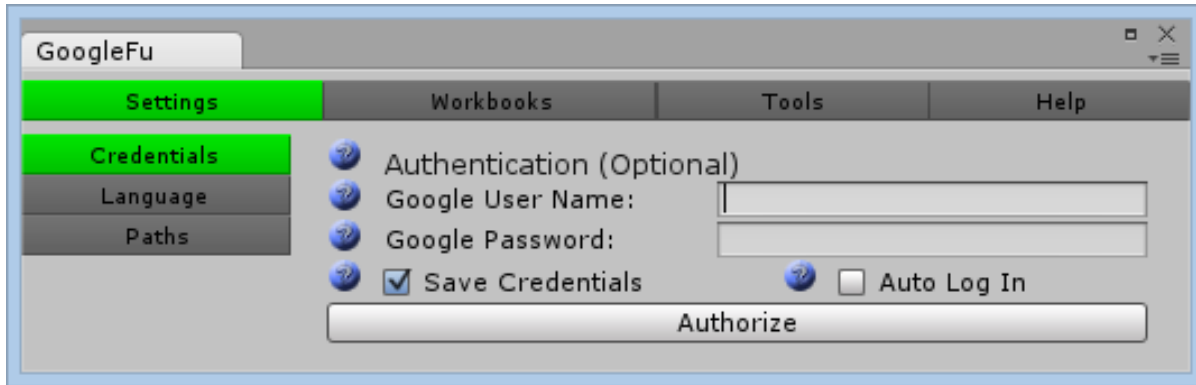 GoogleFu
Settings Workbooks Tools Help
Credentials
Language
Paths
Authentication (Optional)
Google User Name:
Google Password:
Save Credentials Auto Log In
Authorize